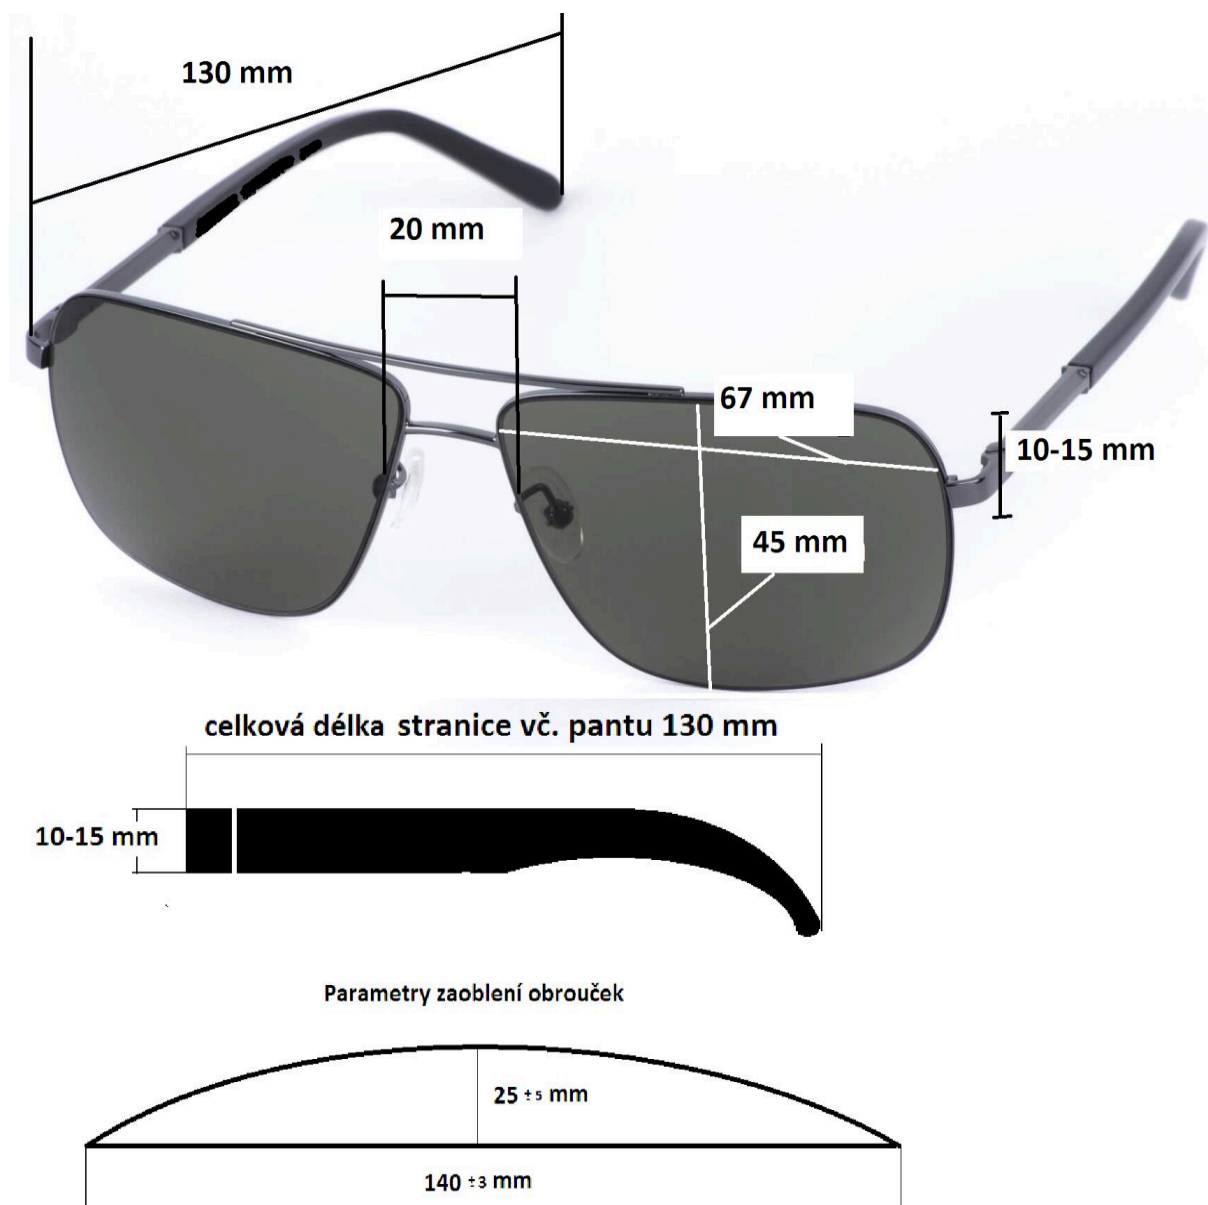 130 mm
20 mm
67 mm
10-15 mm
45 mm
celková délka stranice vč. pantu 130 mm
10-15 mm
Parametry zaoblení obrouček
25 ±5 mm
140 ±3 mm